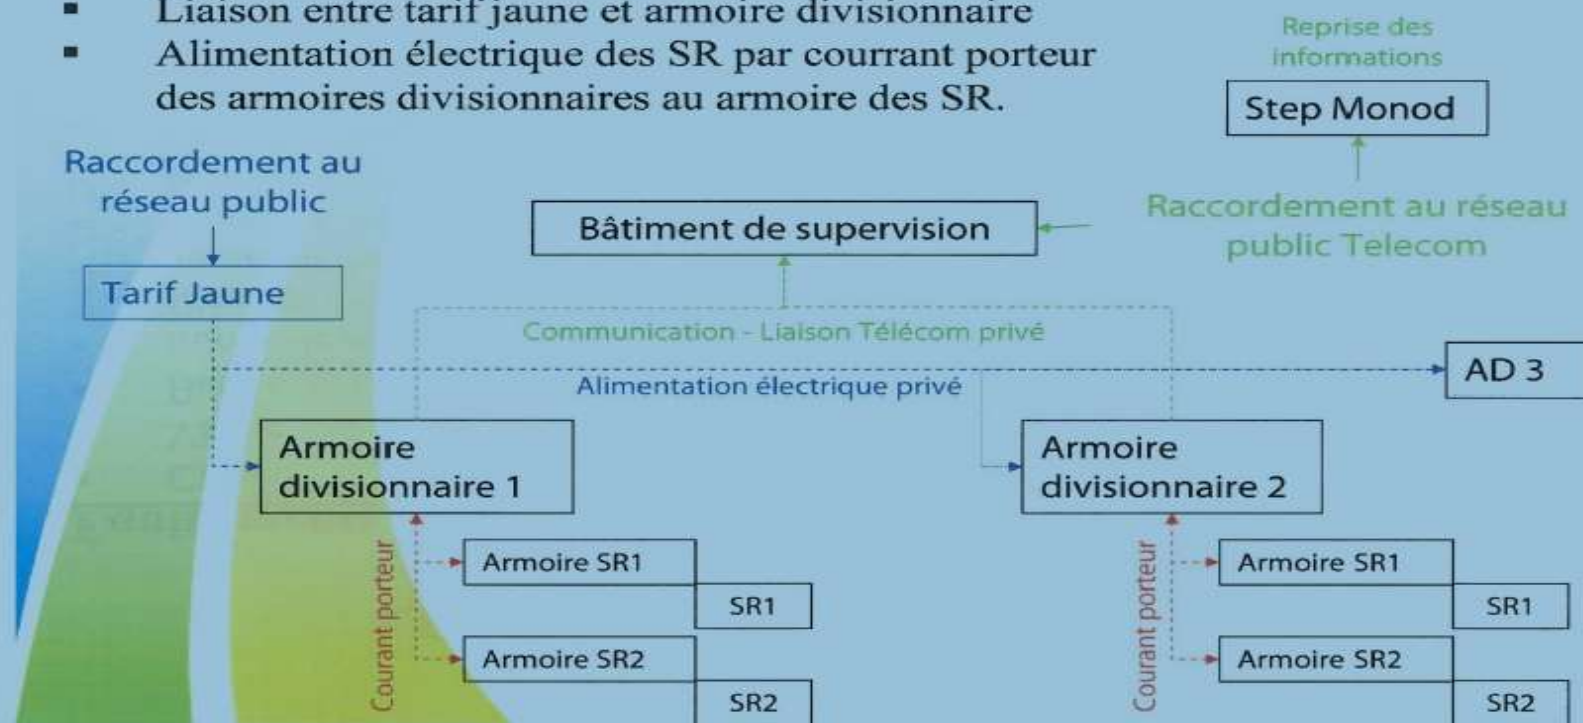 ▪ Liaison entre tarif jaune et armoire divisionnaire
▪ Alimentation électrique des SR par courrant porteur
des armoires divisionnaires au armoire des SR.
Reprise des
informations
Step Monod
Raccordement au
réseau public
Tarif Jaune
Bâtiment de supervision
Raccordement au réseau
public Telecom
Communication - Liaison Télécom privé
Alimentation électrique privé
AD 3
Armoire
divisionnaire 1
Armoire
divisionnaire 2
Courant porteur
Armoire SR1
SR1
Armoire SR2
SR2
Courant porteur
Armoire SR1
SR1
Armoire SR2
SR2